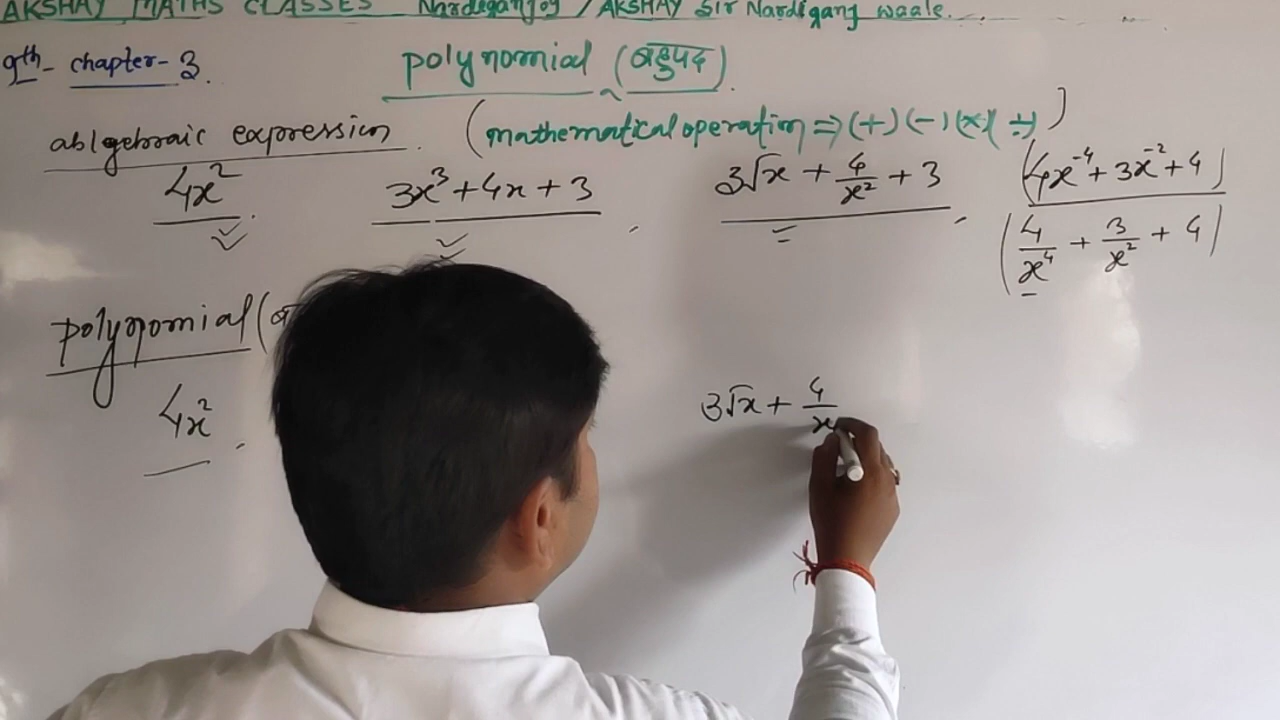 AKSHAY MATHS CLASSES Nardiganj / AKSHAY Sir Nardigang waale.
9th - chapter - 3. polynomial (बहुपद).
ablgebraic expression. (mathematical operation ⇒ (+) (-) (×) (÷))
4x². 3x³ + 4x + 3, 3√x + 4/x² + 3, (4x⁻⁴ + 3x⁻² + 4)
(4/x⁴ + 3/x² + 4)
polynomial (ब
4x², 3√x + 4/x